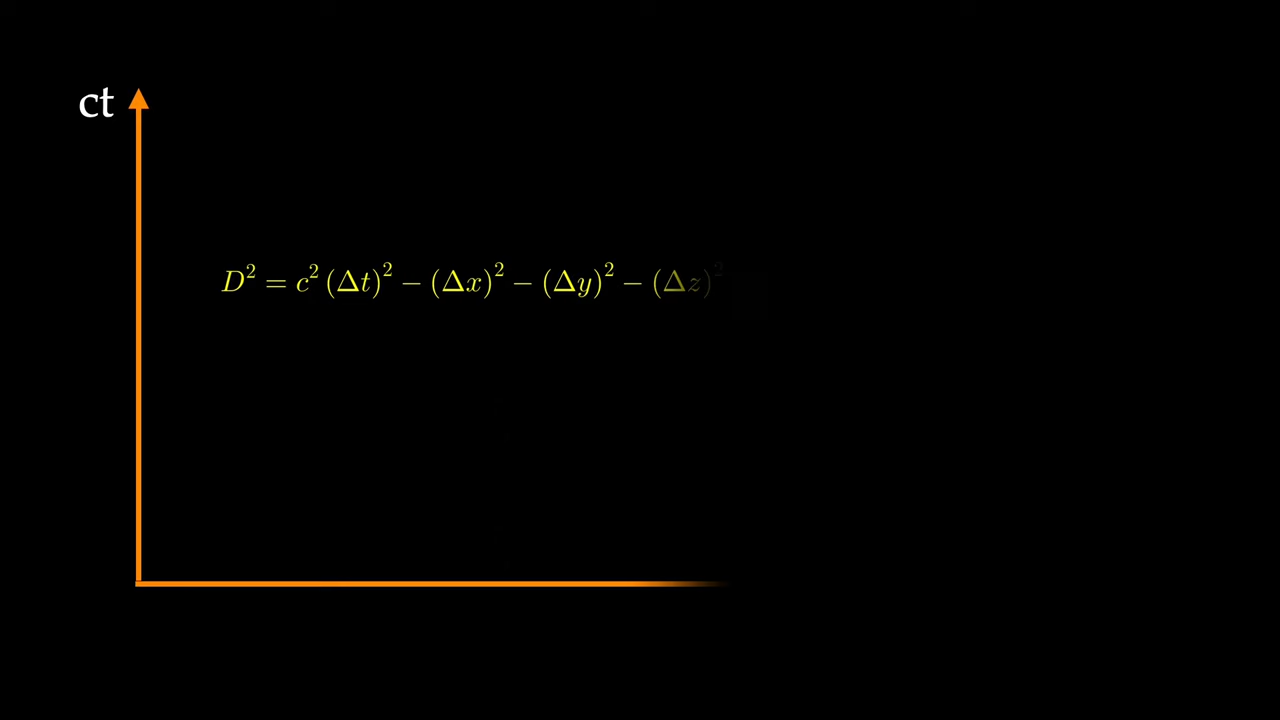 ct
D² = c² (Δt)² − (Δx)² − (Δy)² − (Δz)²